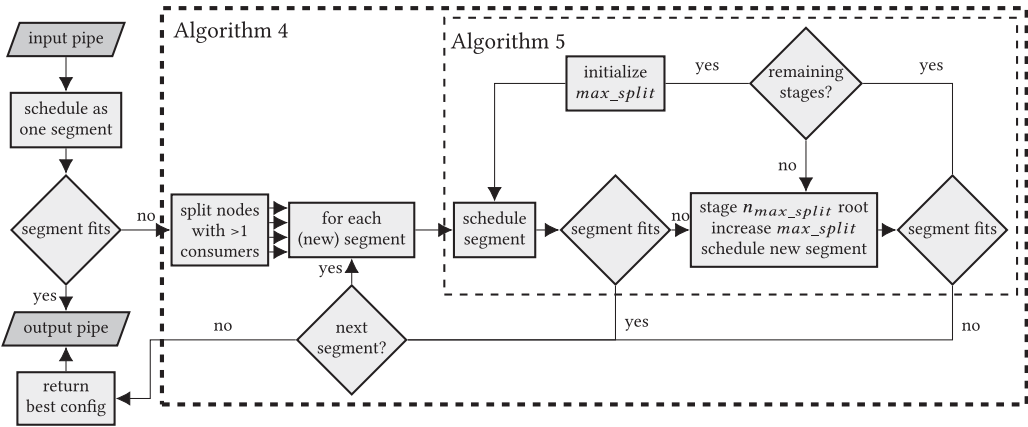 input pipe
schedule as
one segment
segment fits
no
yes
output pipe
return
best config
no
Algorithm 4
split nodes
with >1
consumers
for each
(new) segment
yes
next
segment?
Algorithm 5
initialize
max_split
yes
remaining
stages?
yes
no
schedule
segment
segment fits
no
stage n_max_split root
increase max_split
schedule new segment
segment fits
yes
no